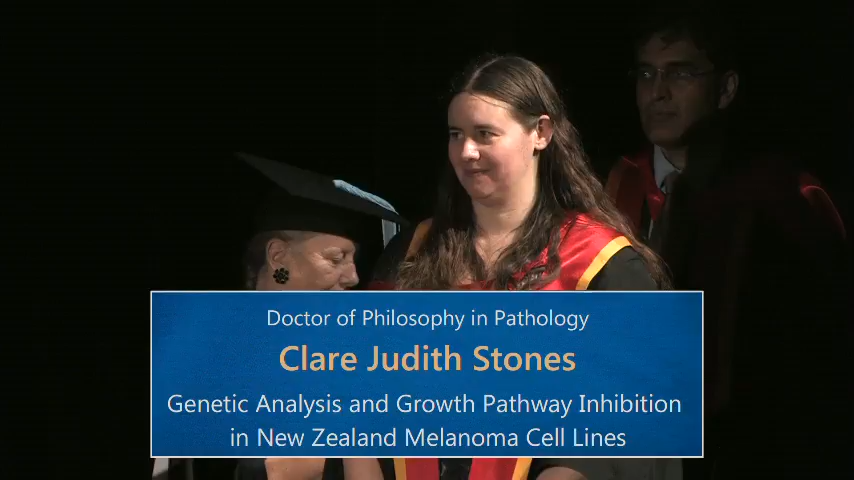 Doctor of Philosophy in Pathology
Clare Judith Stones
Genetic Analysis and Growth Pathway Inhibition
in New Zealand Melanoma Cell Lines